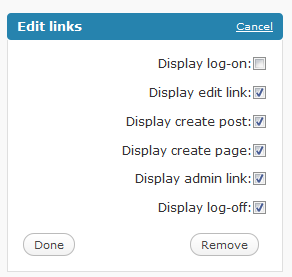 Edit links Cancel
Display log-on:
Display edit link:
Display create post:
Display create page:
Display admin link:
Display log-off:
Done Remove